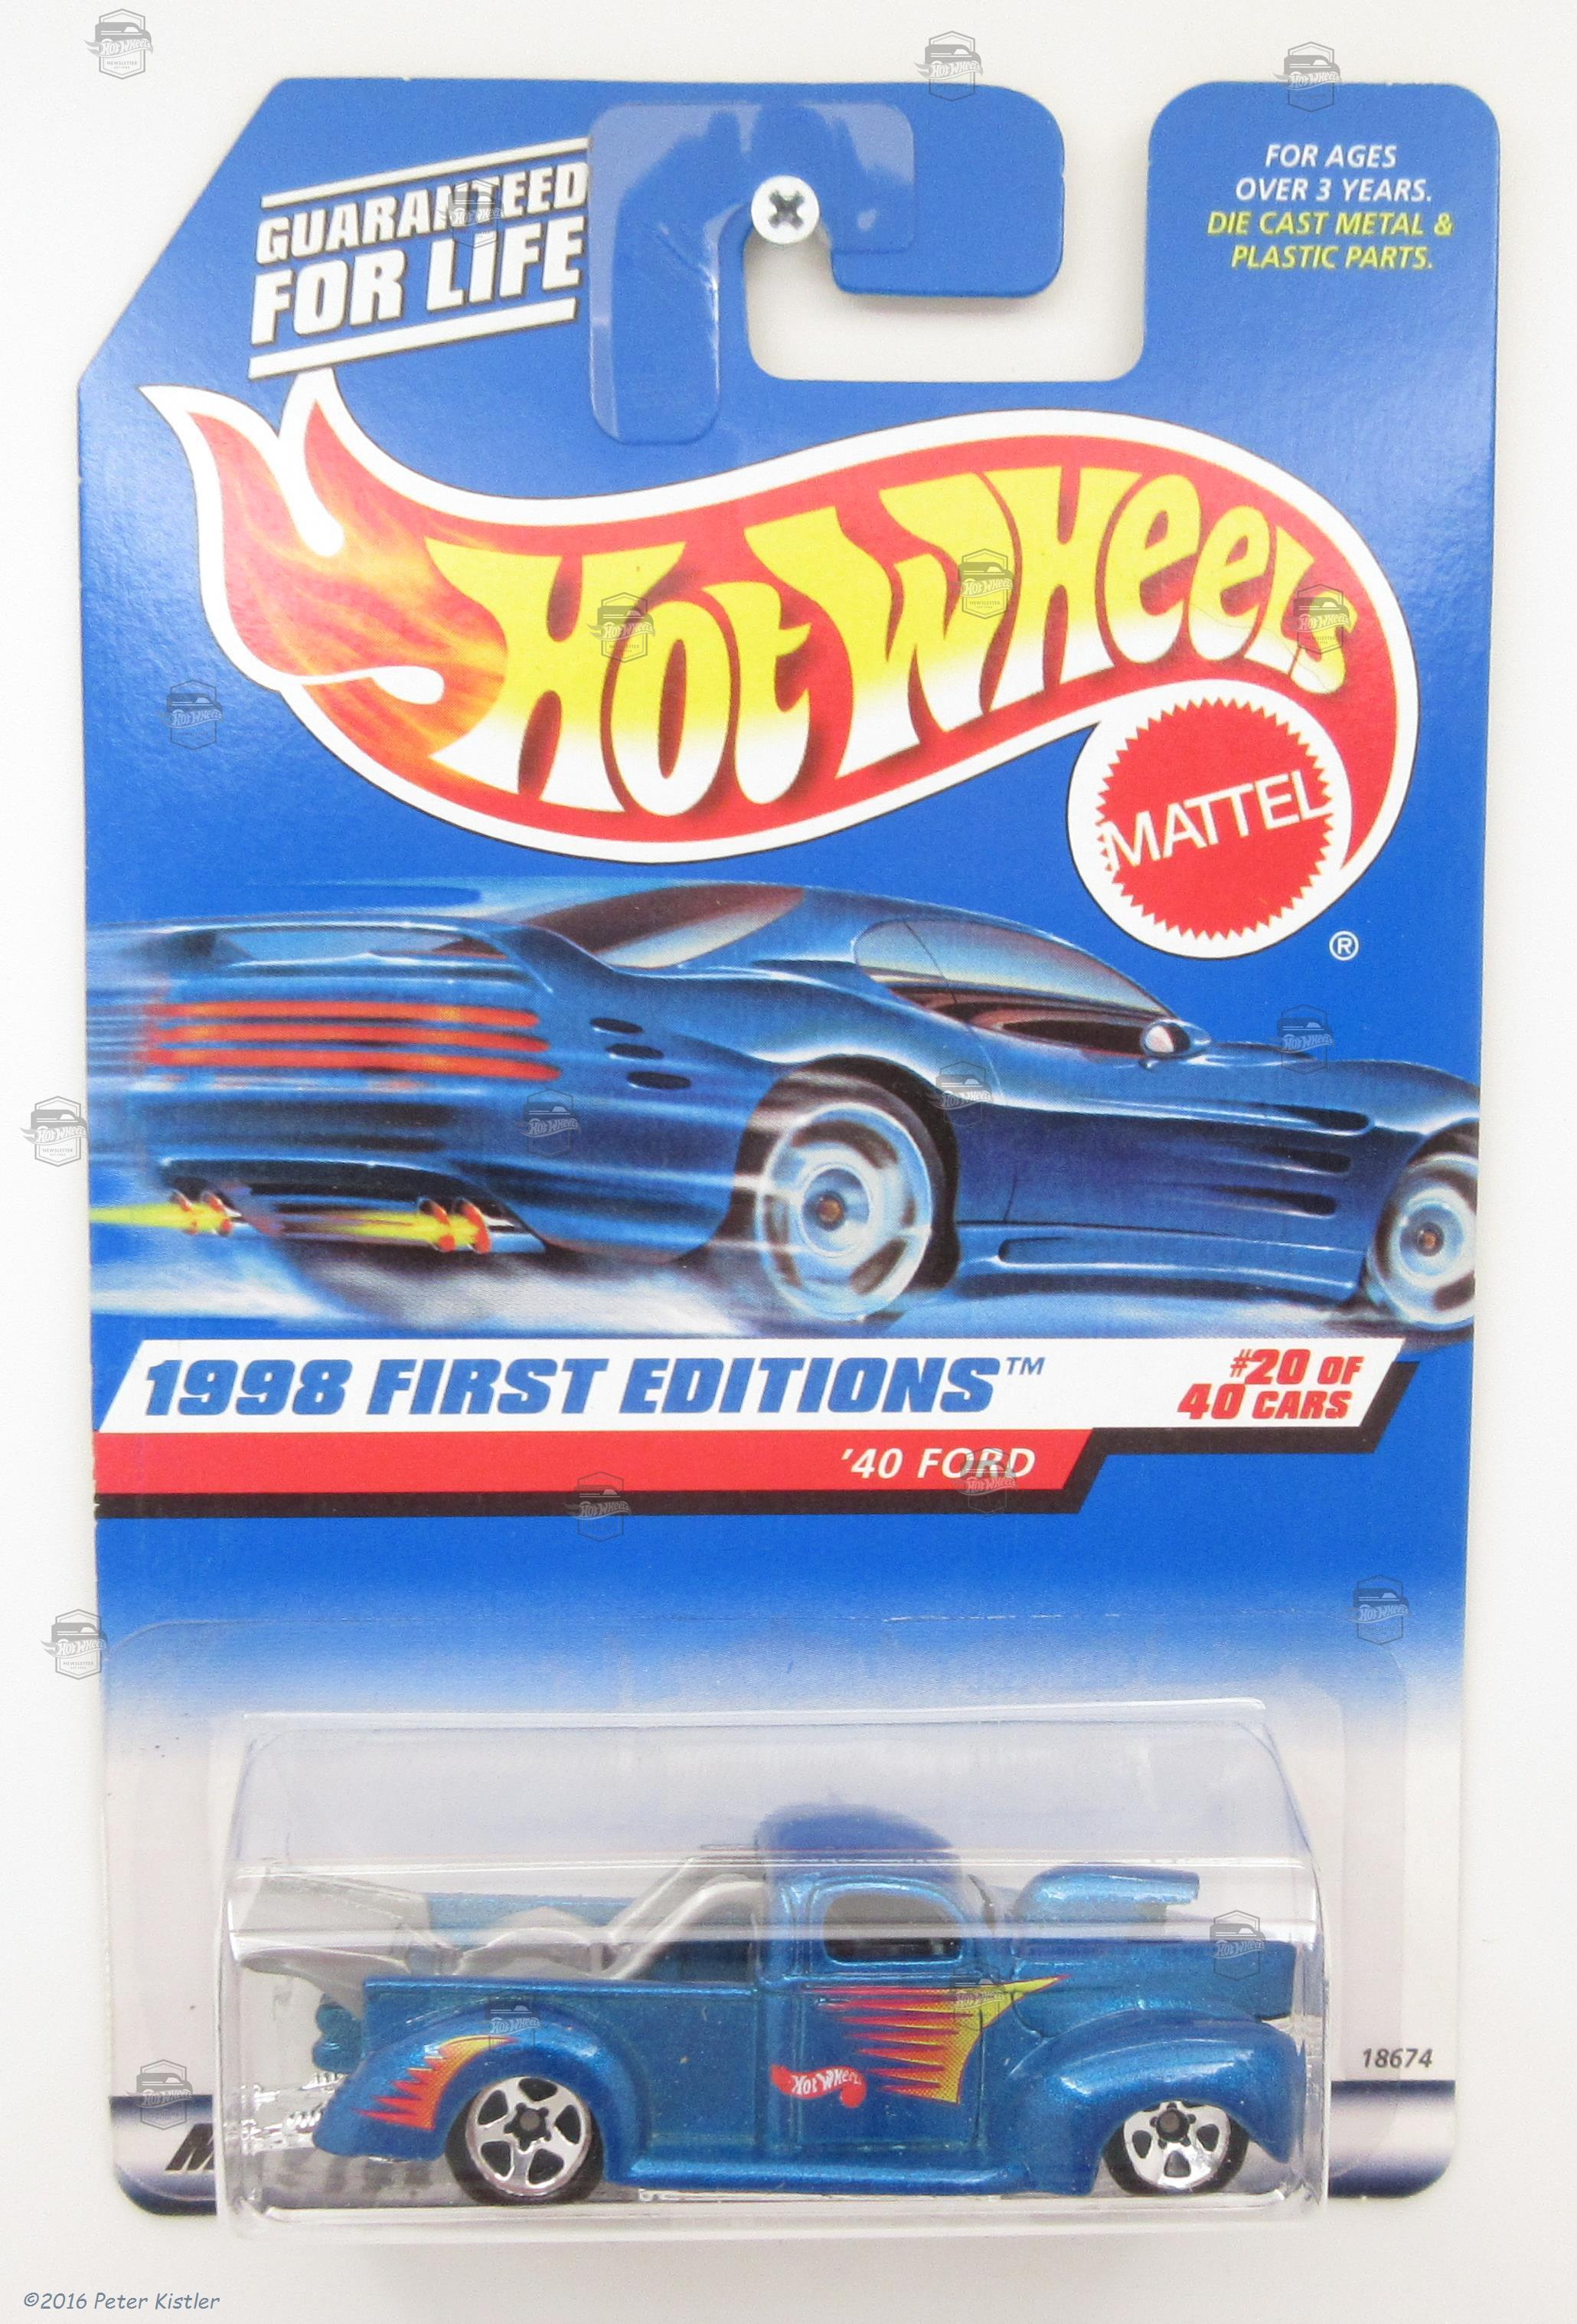 GUARANTEED
FOR LIFE
FOR AGES
OVER 3 YEARS.
DIE CAST METAL &
PLASTIC PARTS.
HOT WHEELS
MATTEL
®
1998 FIRST EDITIONS™
#20 OF
40 CARS
'40 FORD
HOT WHEELS
18674
©2016 Peter Kistler